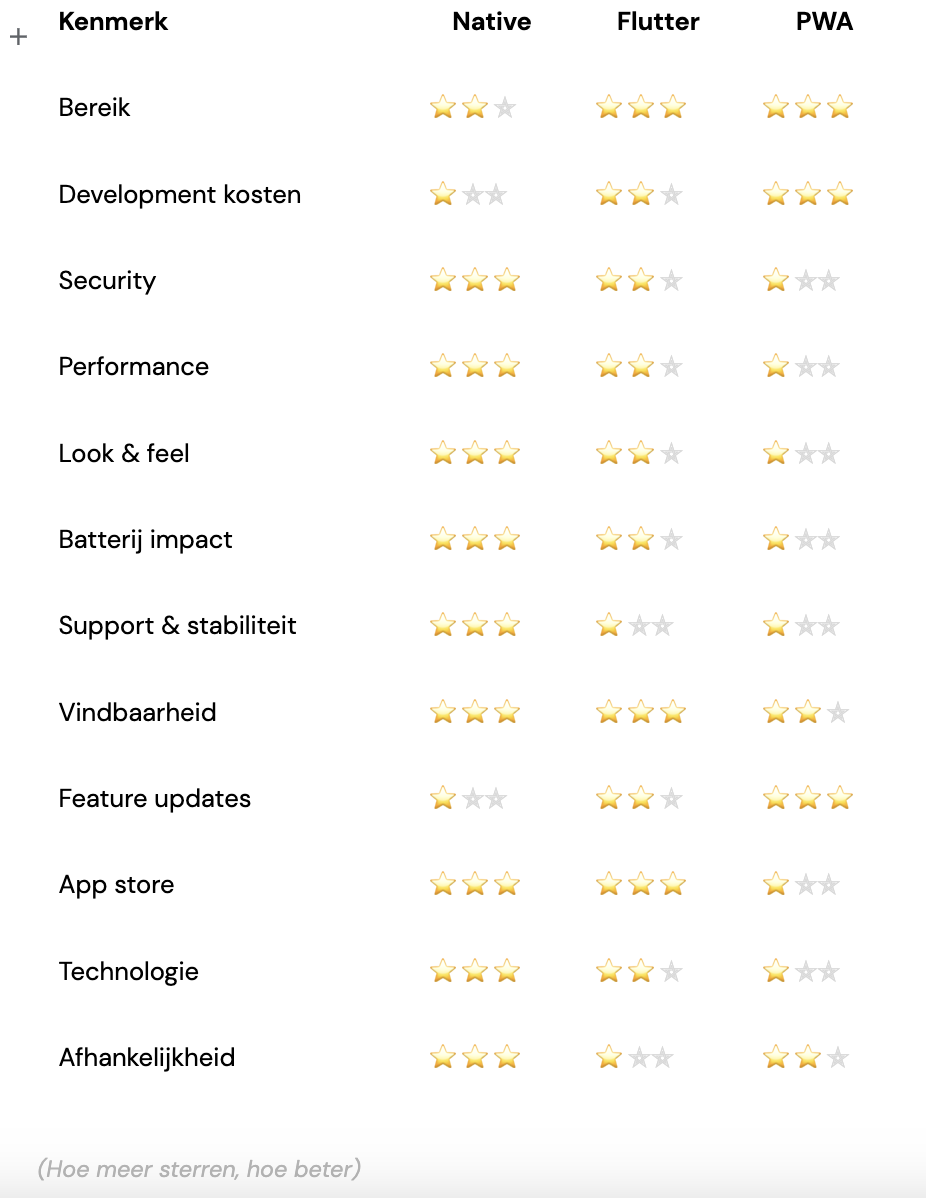 Kenmerk Native Flutter PWA
Bereik ⭐⭐✭ ⭐⭐⭐ ⭐⭐⭐
Development kosten ⭐✭✭ ⭐⭐✭ ⭐⭐⭐
Security ⭐⭐⭐ ⭐⭐✭ ⭐✭✭
Performance ⭐⭐⭐ ⭐⭐✭ ⭐✭✭
Look & feel ⭐⭐⭐ ⭐⭐✭ ⭐✭✭
Batterij impact ⭐⭐⭐ ⭐⭐✭ ⭐✭✭
Support & stabiliteit ⭐⭐⭐ ⭐✭✭ ⭐✭✭
Vindbaarheid ⭐⭐⭐ ⭐⭐⭐ ⭐⭐✭
Feature updates ⭐✭✭ ⭐⭐✭ ⭐⭐⭐
App store ⭐⭐⭐ ⭐⭐⭐ ⭐✭✭
Technologie ⭐⭐⭐ ⭐⭐✭ ⭐✭✭
Afhankelijkheid ⭐⭐⭐ ⭐✭✭ ⭐⭐✭
(Hoe meer sterren, hoe beter)